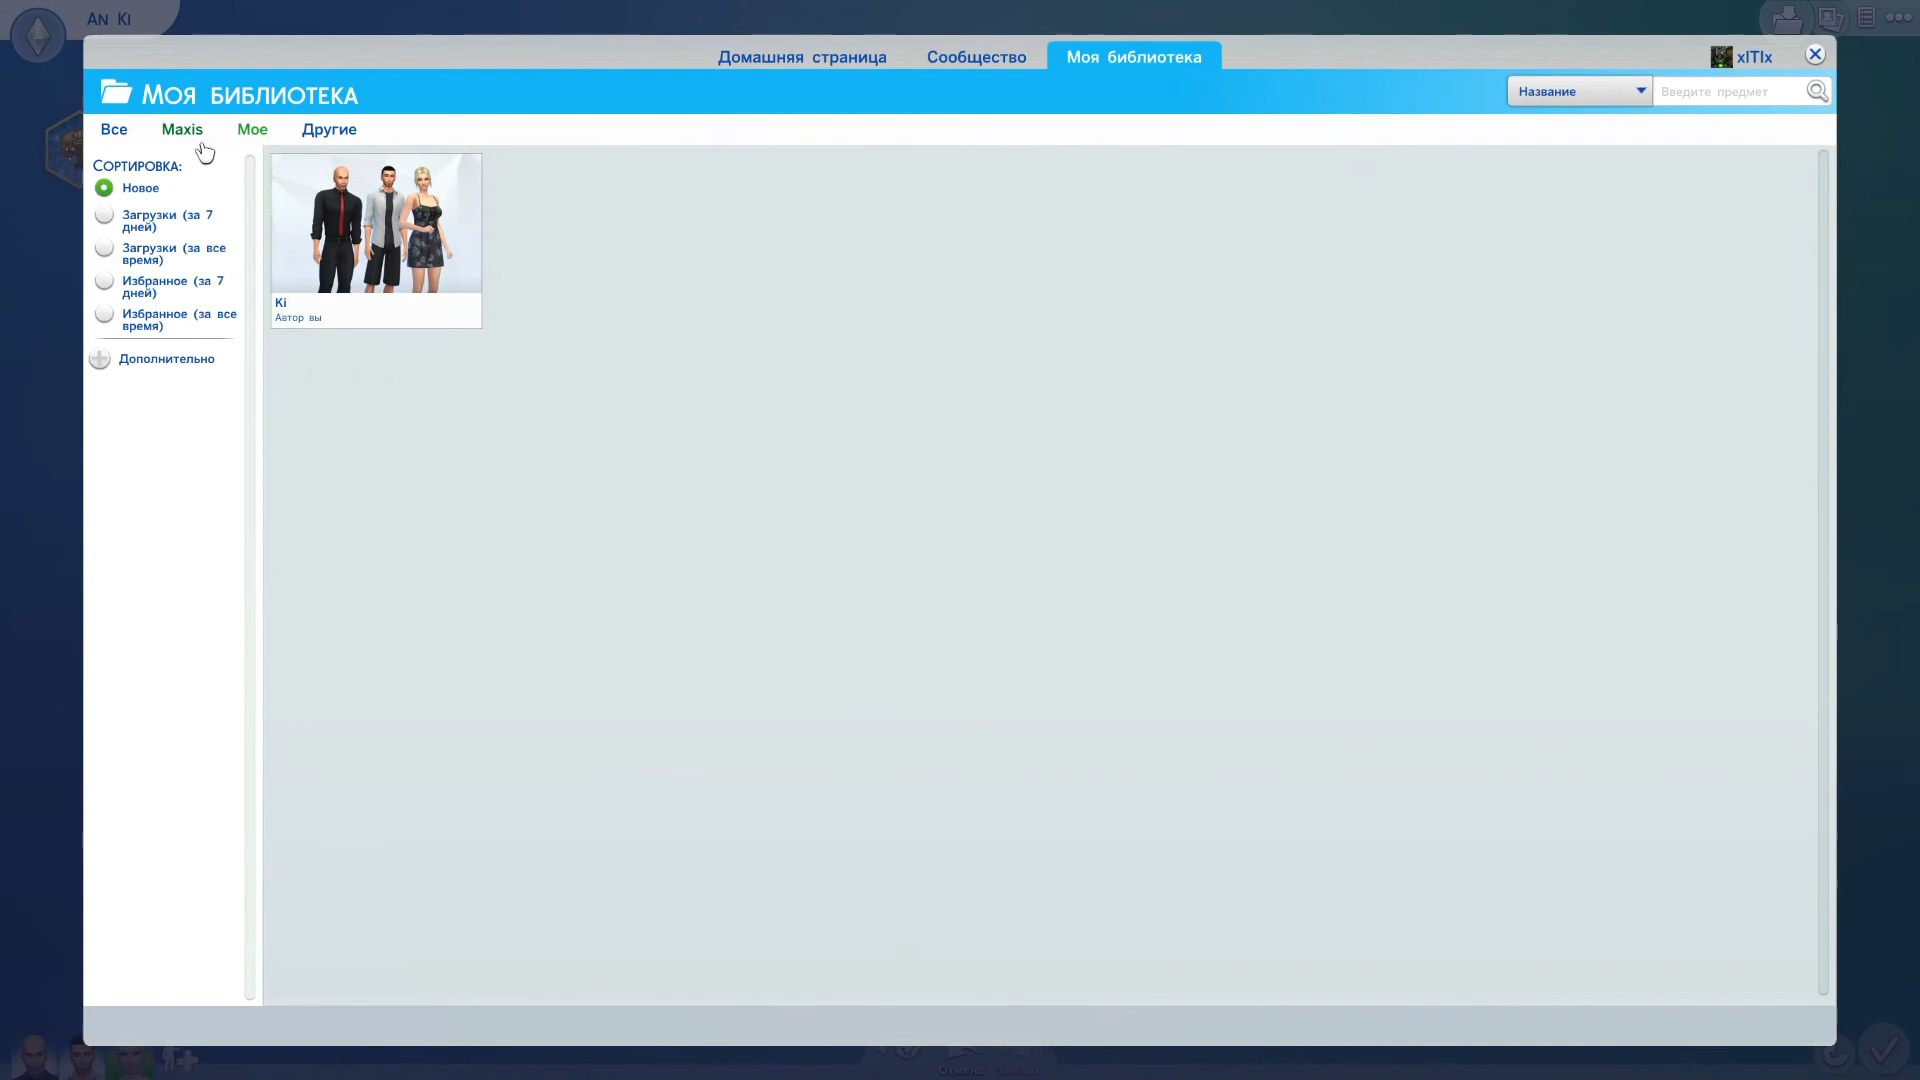 An Ki
Домашняя страница
Сообщество
Моя библиотека
xITIx
Моя библиотека
Название
Введите предмет
Все
Maxis
Мое
Другие
Сортировка:
Новое
Загрузки (за 7
дней)
Загрузки (за все
время)
Избранное (за 7
дней)
Избранное (за все
время)
Дополнительно
Ki
Автор вы
Отмена